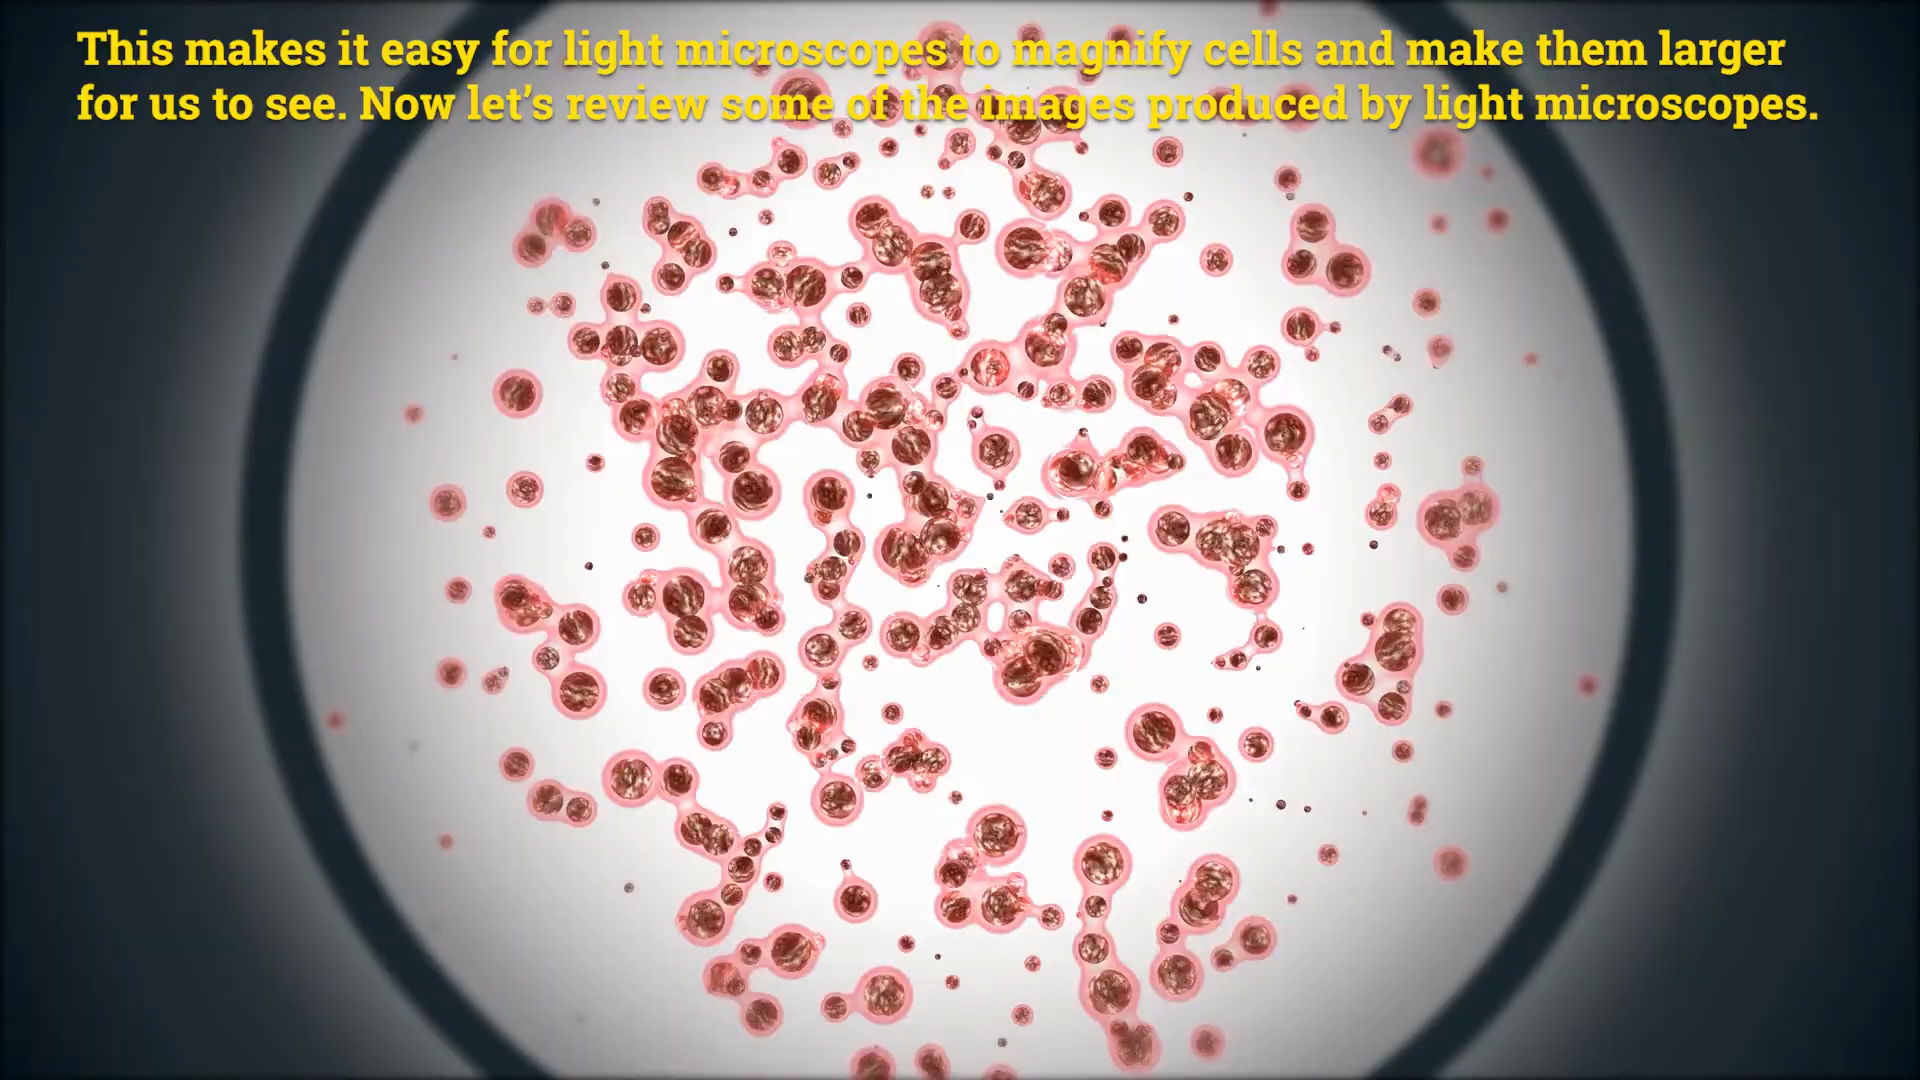 This makes it easy for light microscopes to magnify cells and make them larger
for us to see. Now let’s review some of the images produced by light microscopes.